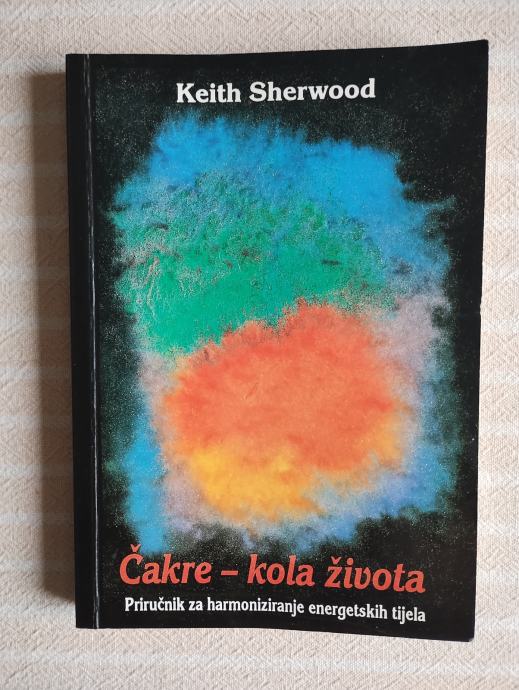 Keith Sherwood
Čakre – kola života
Priručnik za harmoniziranje energetskih tijela